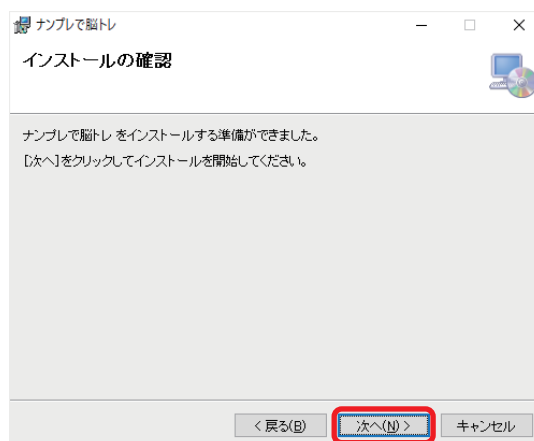 ナンプレで脳トレ
インストールの確認
ナンプレで脳トレ をインストールする準備ができました。
[次へ]をクリックしてインストールを開始してください。
< 戻る(B)
次へ(N) >
キャンセル